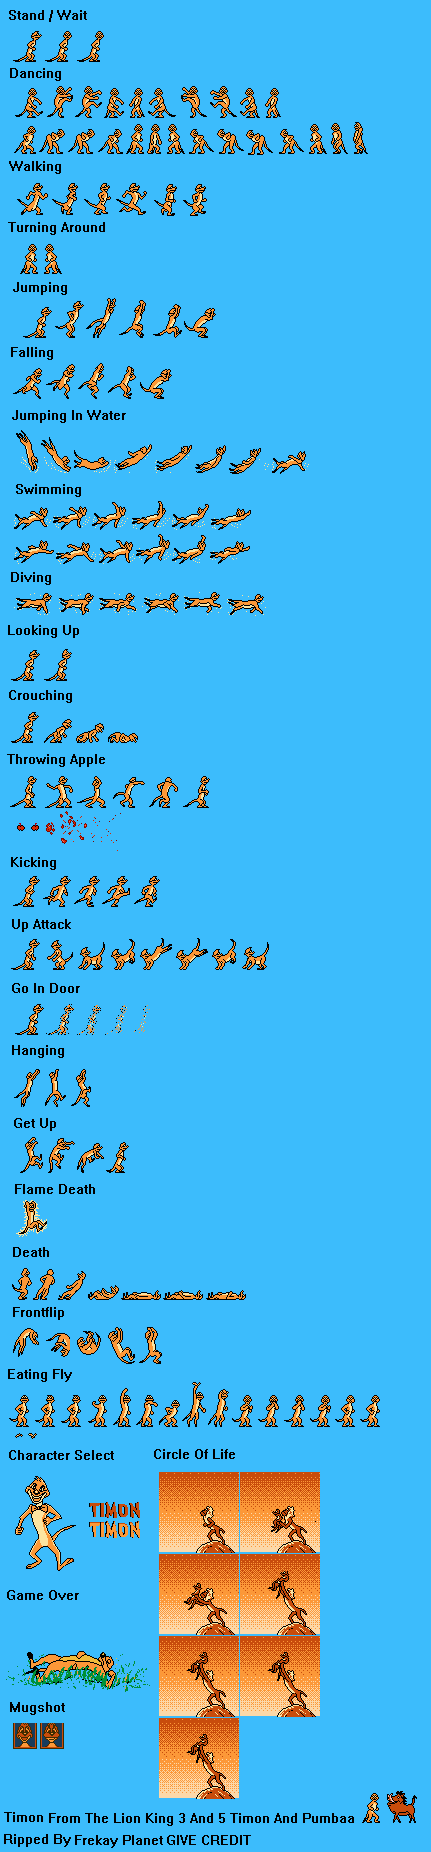 Stand / Wait
Dancing
Walking
Turning Around
Jumping
Falling
Jumping In Water
Swimming
Diving
Looking Up
Crouching
Throwing Apple
Kicking
Up Attack
Go In Door
Hanging
Get Up
Flame Death
Death
Frontflip
Eating Fly
Character Select
Circle Of Life
TIMON
TIMON
Game Over
Mugshot
Timon From The Lion King 3 And 5 Timon And Pumbaa
Ripped By Frekay Planet GIVE CREDIT